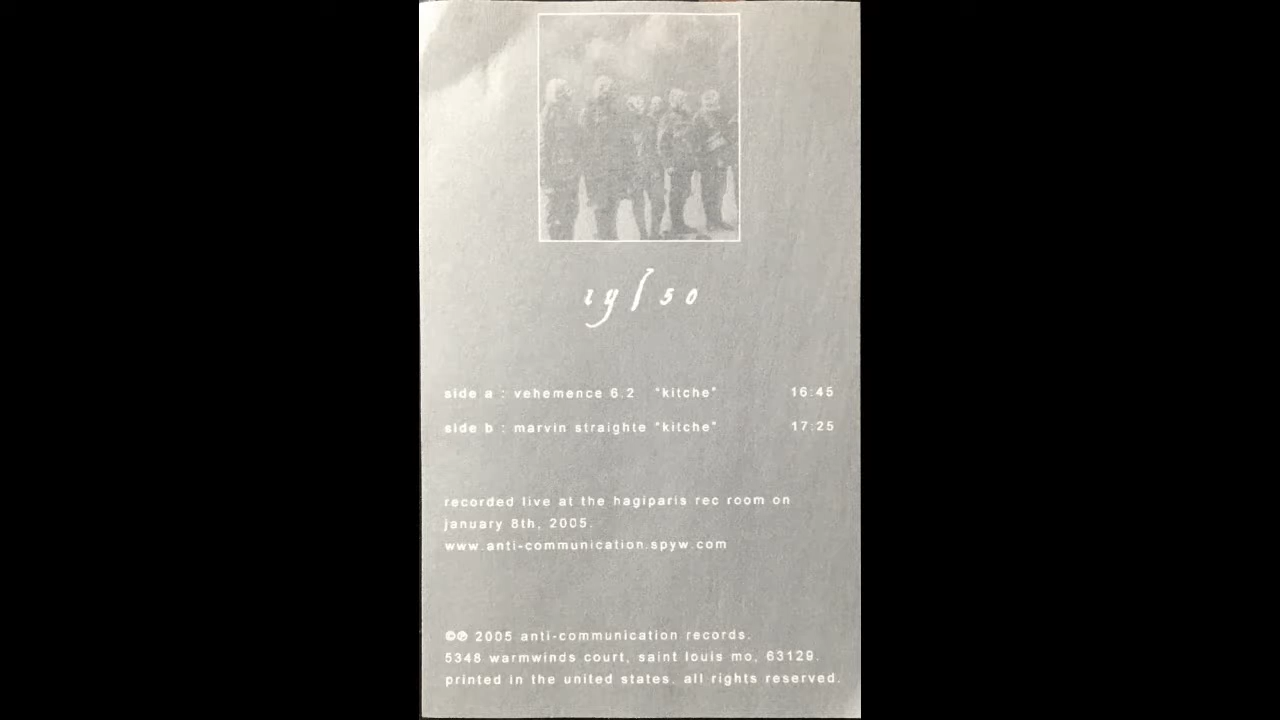 side a : vehemence 6.2 "kitche" 16:45
side b : marvin straighte "kitche" 17:25
recorded live at the hagiparis rec room on
january 8th, 2005.
www.anti-communication.spyw.com
©℗ 2005 anti-communication records.
5348 warmwinds court, saint louis mo, 63129.
printed in the united states. all rights reserved.